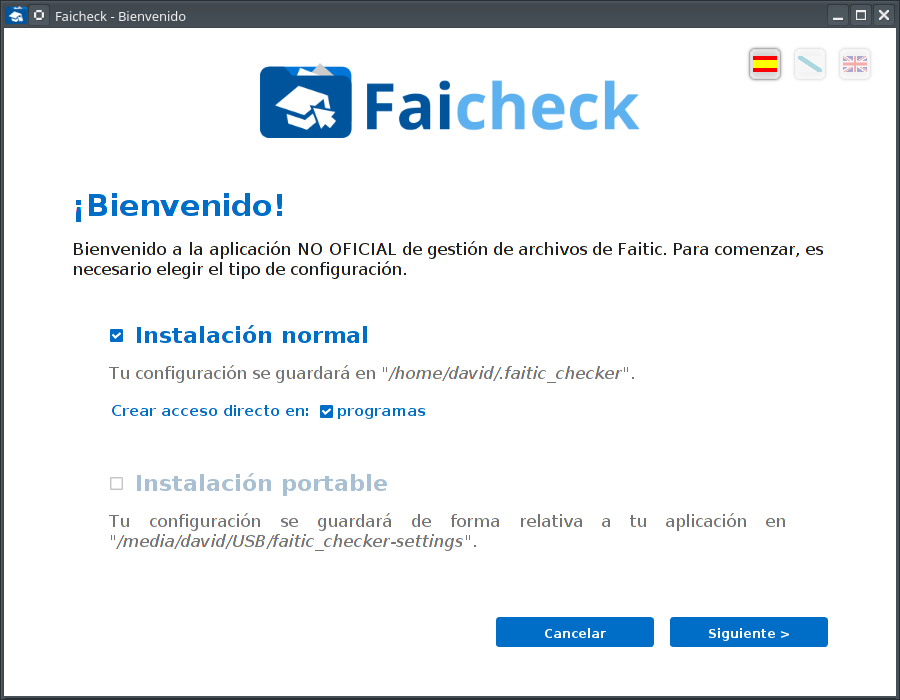 Faicheck - Bienvenido
Faicheck
¡Bienvenido!
Bienvenido a la aplicación NO OFICIAL de gestión de archivos de Faitic. Para comenzar, es
necesario elegir el tipo de configuración.
Instalación normal
Tu configuración se guardará en "/home/david/.faitic_checker".
Crear acceso directo en: programas
Instalación portable
Tu configuración se guardará de forma relativa a tu aplicación en
"/media/david/USB/faitic_checker-settings".
Cancelar Siguiente >